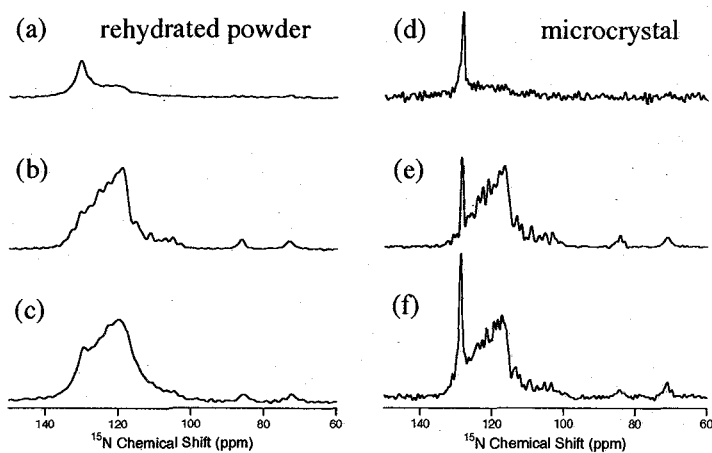 (a) rehydrated powder
(d) microcrystal
(b)
(e)
(c)
(f)
140 120 100 80 60
140 120 100 80 60
¹⁵N Chemical Shift (ppm)
¹⁵N Chemical Shift (ppm)